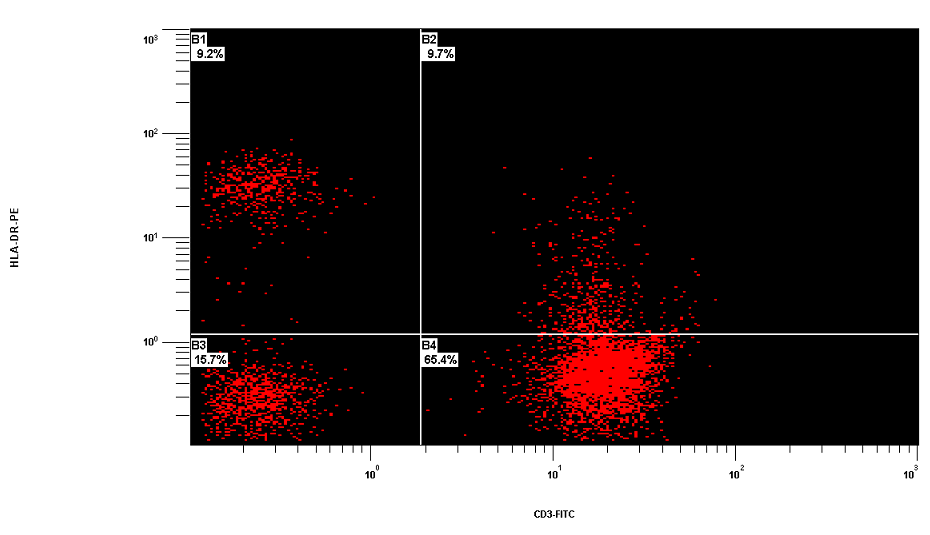 10³
B1
9.2%
B2
9.7%
10²
HLA-DR-PE
10¹
10⁰
B3
15.7%
B4
65.4%
10⁰
10¹
10²
10³
CD3-FITC